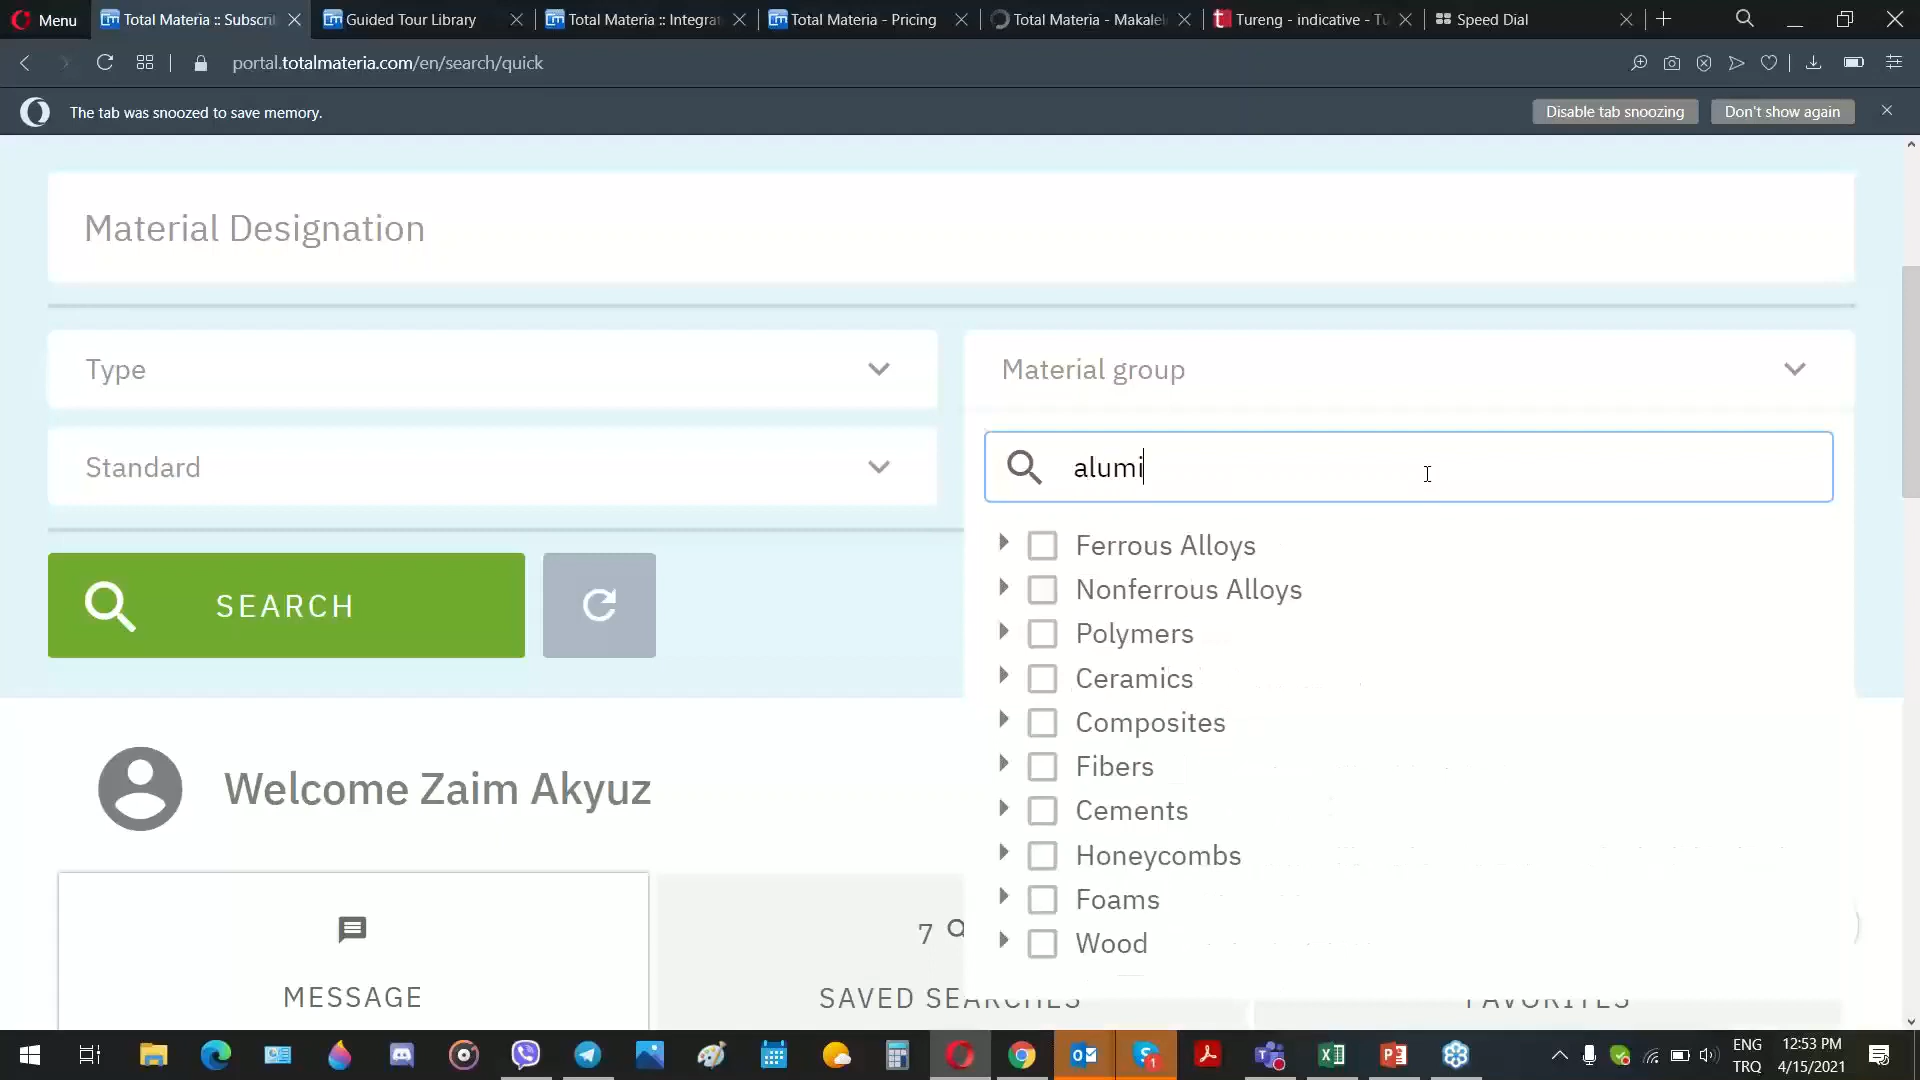 Menu
Total Materia :: Subscri
Guided Tour Library
Total Materia :: Integrat
Total Materia - Pricing
Total Materia - Makalel
Tureng - indicative - Tu
Speed Dial
portal.totalmateria.com/en/search/quick
The tab was snoozed to save memory.
Disable tab snoozing
Don't show again
Material Designation
Type
Material group
Standard
alumi
SEARCH
Ferrous Alloys
Nonferrous Alloys
Polymers
Ceramics
Composites
Fibers
Cements
Honeycombs
Foams
Wood
Welcome Zaim Akyuz
MESSAGE
7
SAVED SEARCHES
FAVORITES
ENG
TRQ
12:53 PM
4/15/2021